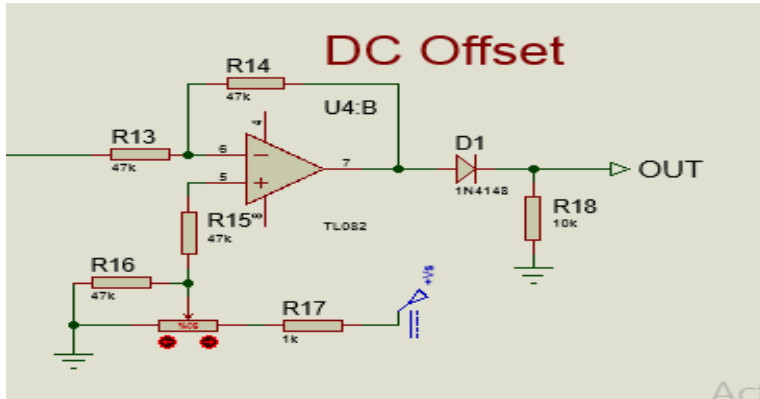 DC Offset
R14
47k
U4:B
4
R13
47k
6
5
7
D1
1N4148
OUT
R15
47k
TL082
R18
10k
R16
47k
R17
1k
+Vs
Act